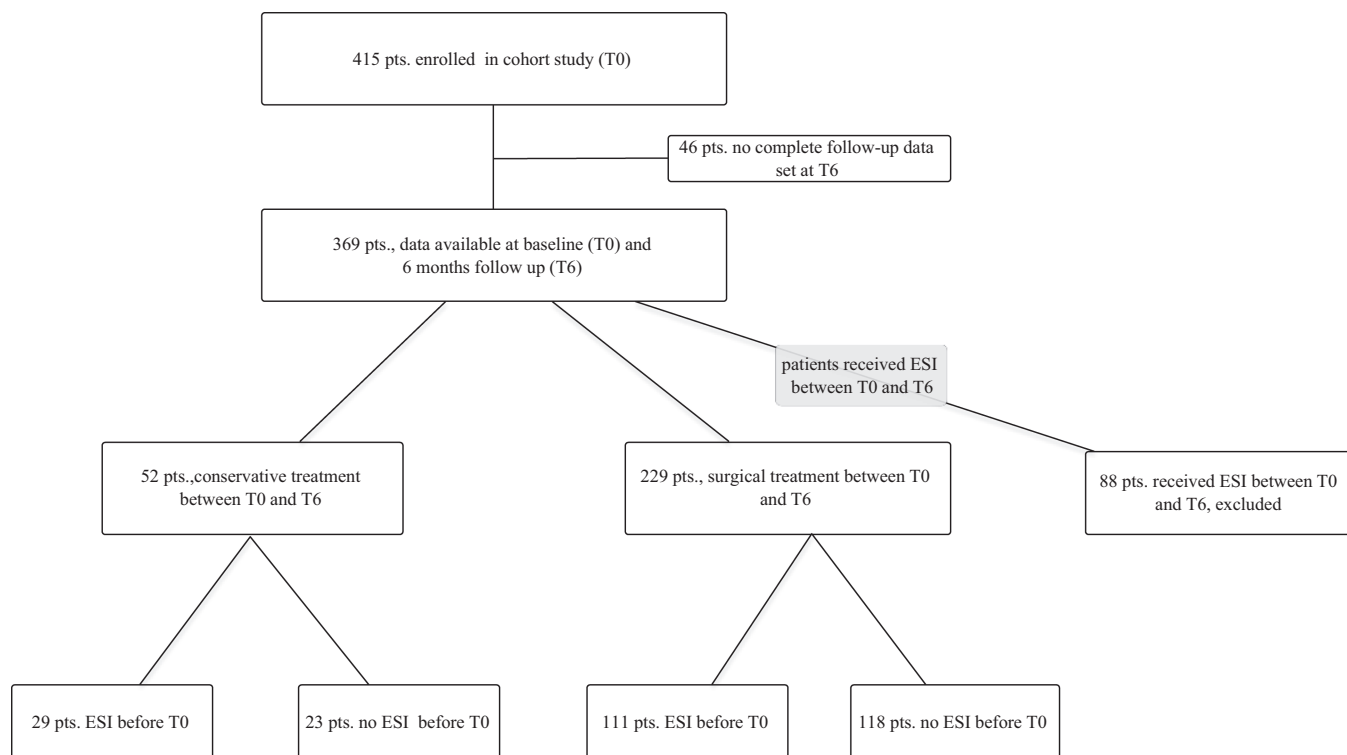 415 pts. enrolled  in cohort study (T0)
46 pts. no complete follow-up data
set at T6
369 pts., data available at baseline (T0) and
6 months follow up (T6)
patients received ESI
between T0 and T6
52 pts.,conservative treatment
between T0 and T6
229 pts., surgical treatment between T0
and T6
88 pts. received ESI between T0
and T6, excluded
29 pts. ESI before T0
23 pts. no ESI  before T0
111 pts. ESI before T0
118 pts. no ESI before T0